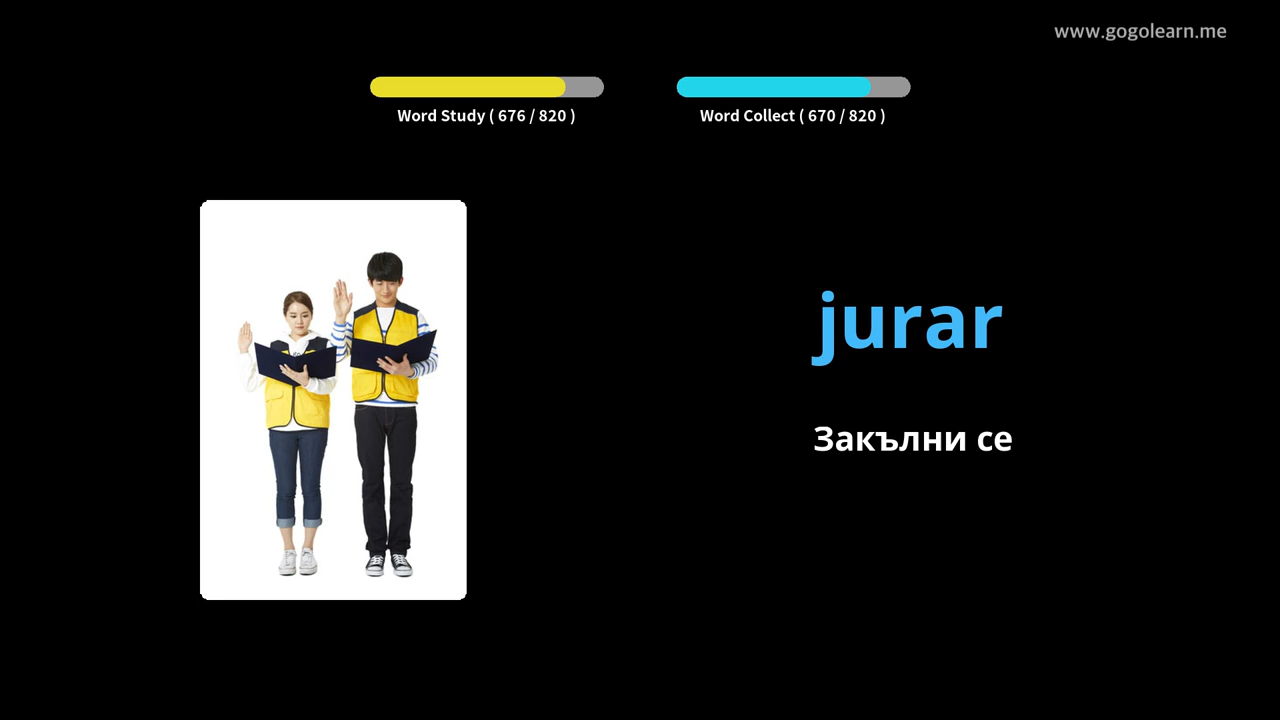 www.gogolearn.me
Word Study ( 676 / 820 )
Word Collect ( 670 / 820 )
jurar
Закълни се